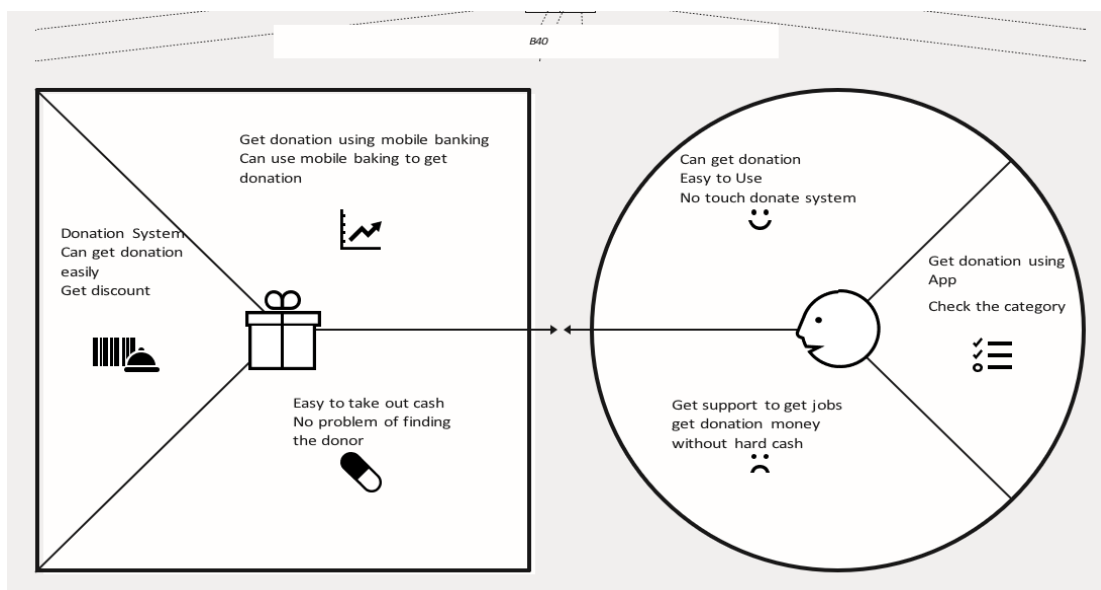 B40
Get donation using mobile banking
Can use mobile baking to get
donation
Donation System
Can get donation
easily
Get discount
Easy to take out cash
No problem of finding
the donor
Can get donation
Easy to Use
No touch donate system
Get donation using
App
Check the category
Get support to get jobs
get donation money
without hard cash